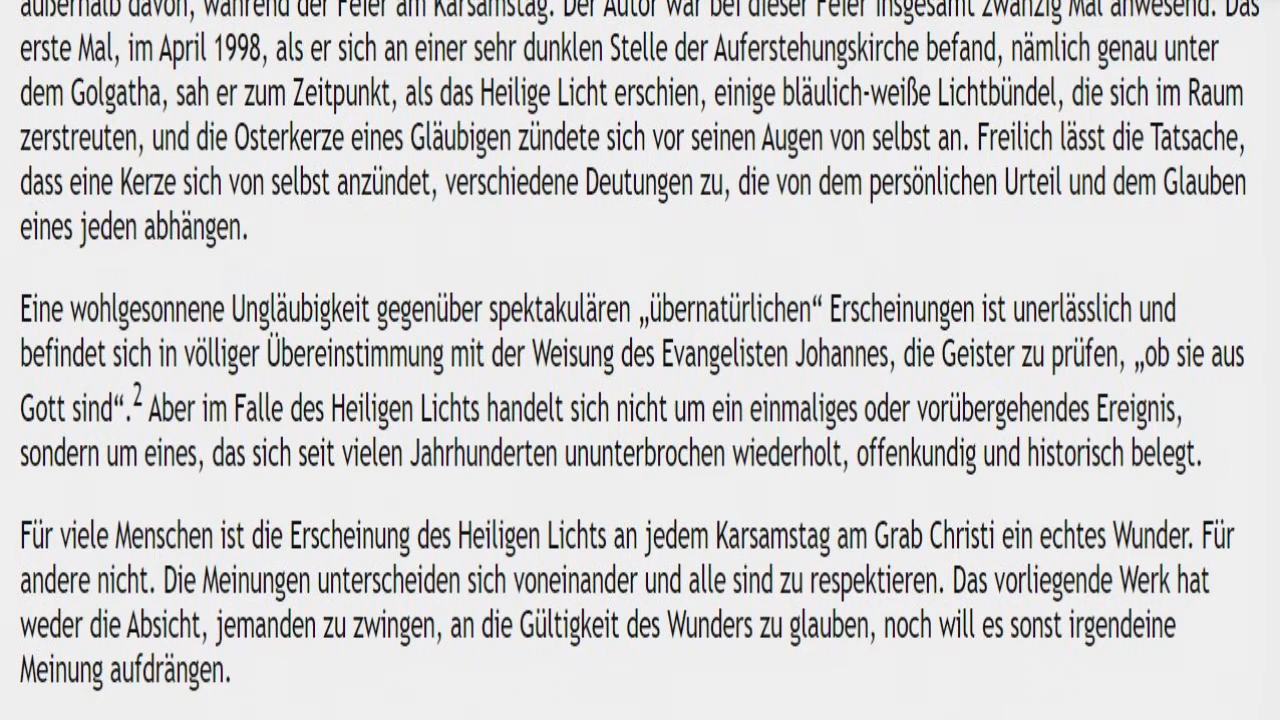 außerhalb davon, während der Feier am Karsamstag. Der Autor war bei dieser Feier insgesamt zwanzig Mal anwesend. Das
erste Mal, im April 1998, als er sich an einer sehr dunklen Stelle der Auferstehungskirche befand, nämlich genau unter
dem Golgatha, sah er zum Zeitpunkt, als das Heilige Licht erschien, einige bläulich-weiße Lichtbündel, die sich im Raum
zerstreuten, und die Osterkerze eines Gläubigen zündete sich vor seinen Augen von selbst an. Freilich lässt die Tatsache,
dass eine Kerze sich von selbst anzündet, verschiedene Deutungen zu, die von dem persönlichen Urteil und dem Glauben
eines jeden abhängen.
Eine wohlgesonnene Ungläubigkeit gegenüber spektakulären „übernatürlichen“ Erscheinungen ist unerlässlich und
befindet sich in völliger Übereinstimmung mit der Weisung des Evangelisten Johannes, die Geister zu prüfen, „ob sie aus
Gott sind“.² Aber im Falle des Heiligen Lichts handelt sich nicht um ein einmaliges oder vorübergehendes Ereignis,
sondern um eines, das sich seit vielen Jahrhunderten ununterbrochen wiederholt, offenkundig und historisch belegt.
Für viele Menschen ist die Erscheinung des Heiligen Lichts an jedem Karsamstag am Grab Christi ein echtes Wunder. Für
andere nicht. Die Meinungen unterscheiden sich voneinander und alle sind zu respektieren. Das vorliegende Werk hat
weder die Absicht, jemanden zu zwingen, an die Gültigkeit des Wunders zu glauben, noch will es sonst irgendeine
Meinung aufdrängen.